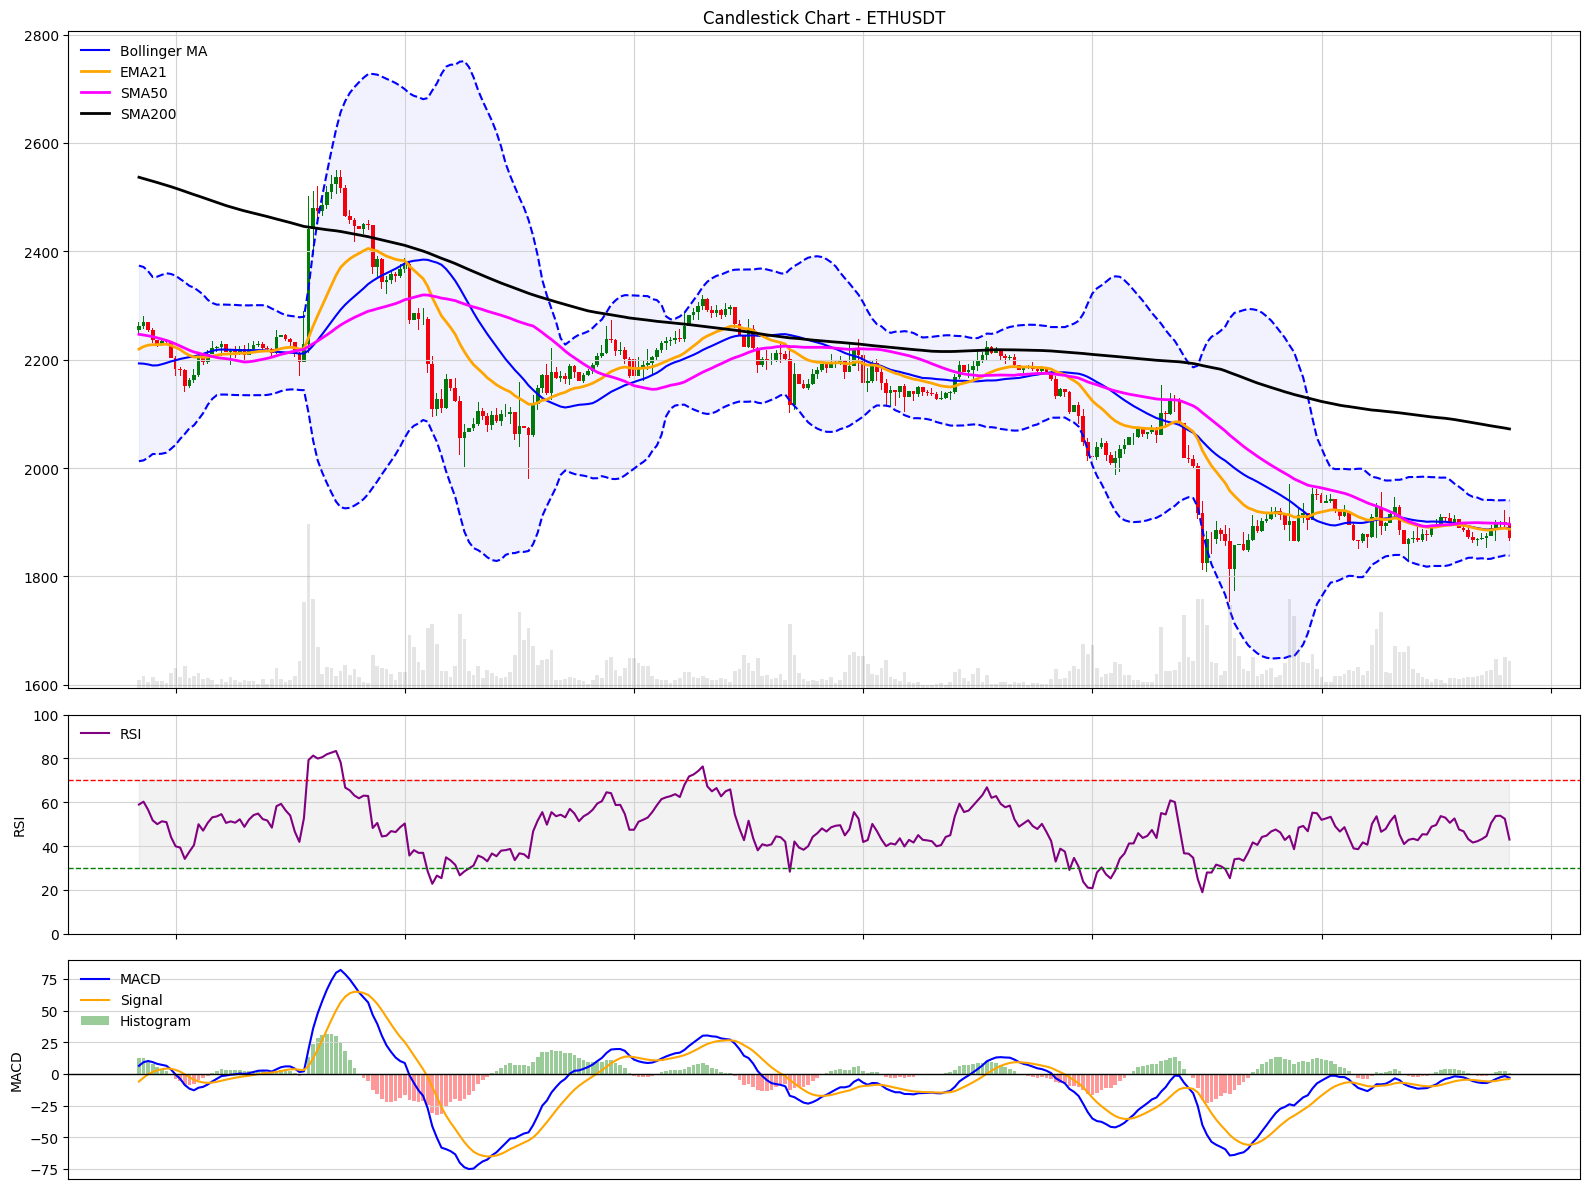 Candlestick Chart - ETHUSDT
2800
2600
2400
2200
2000
1800
1600
Bollinger MA
EMA21
SMA50
SMA200
100
80
60
40
20
0
RSI
RSI
75
50
25
0
−25
−50
−75
MACD
MACD
Signal
Histogram